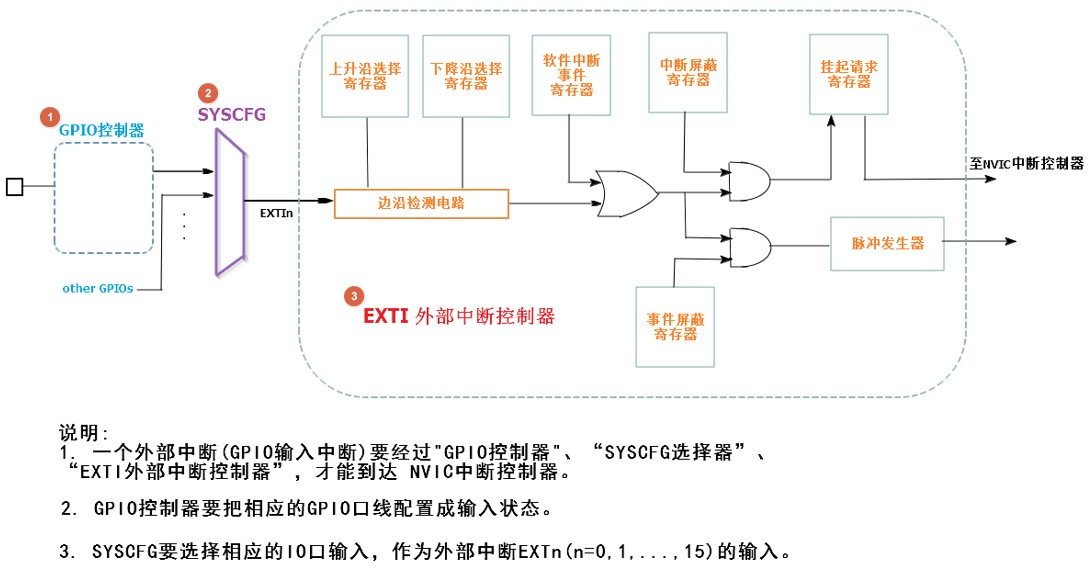 上升沿选择
寄存器
下降沿选择
寄存器
软件中断
事件
寄存器
中断屏蔽
寄存器
挂起请求
寄存器
2
SYSCFG
1
GPIO控制器
至NVIC中断控制器
EXTIn
边沿检测电路
脉冲发生器
other GPIOs
3
EXTI 外部中断控制器
事件屏蔽
寄存器
说明:
1. 一个外部中断(GPIO输入中断)要经过"GPIO控制器"、“SYSCFG选择器”、
“EXTI外部中断控制器”,才能到达 NVIC中断控制器。
2. GPIO控制器要把相应的GPIO口线配置成输入状态。
3. SYSCFG要选择相应的IO口输入,作为外部中断EXTn(n=0,1,...,15)的输入。